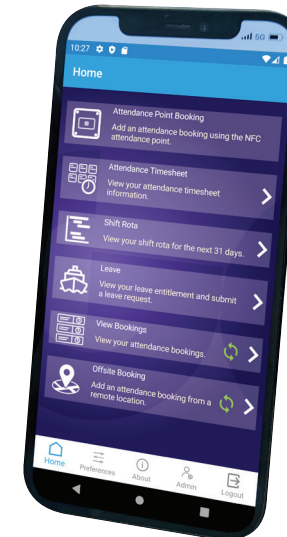 5G
10:27
Home
Attendance Point Booking
Add an attendance booking using the NFC
attendance point.
Attendance Timesheet
View your attendance timesheet
information.
Shift Rota
View your shift rota for the next 31 days.
Leave
View your leave entitlement and submit
a leave request.
View Bookings
View your attendance bookings.
Offsite Booking
Add an attendance booking from a
remote location.
Home
Preferences
About
Admin
Logout